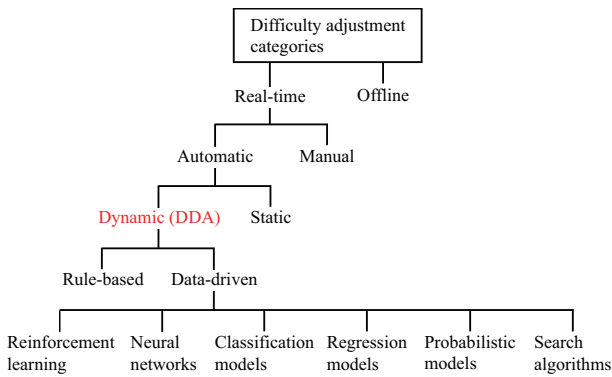 Difficulty adjustment
categories
Real-time
Offline
Automatic
Manual
Dynamic (DDA)
Static
Rule-based
Data-driven
Reinforcement
learning
Neural
networks
Classification
models
Regression
models
Probabilistic
models
Search
algorithms